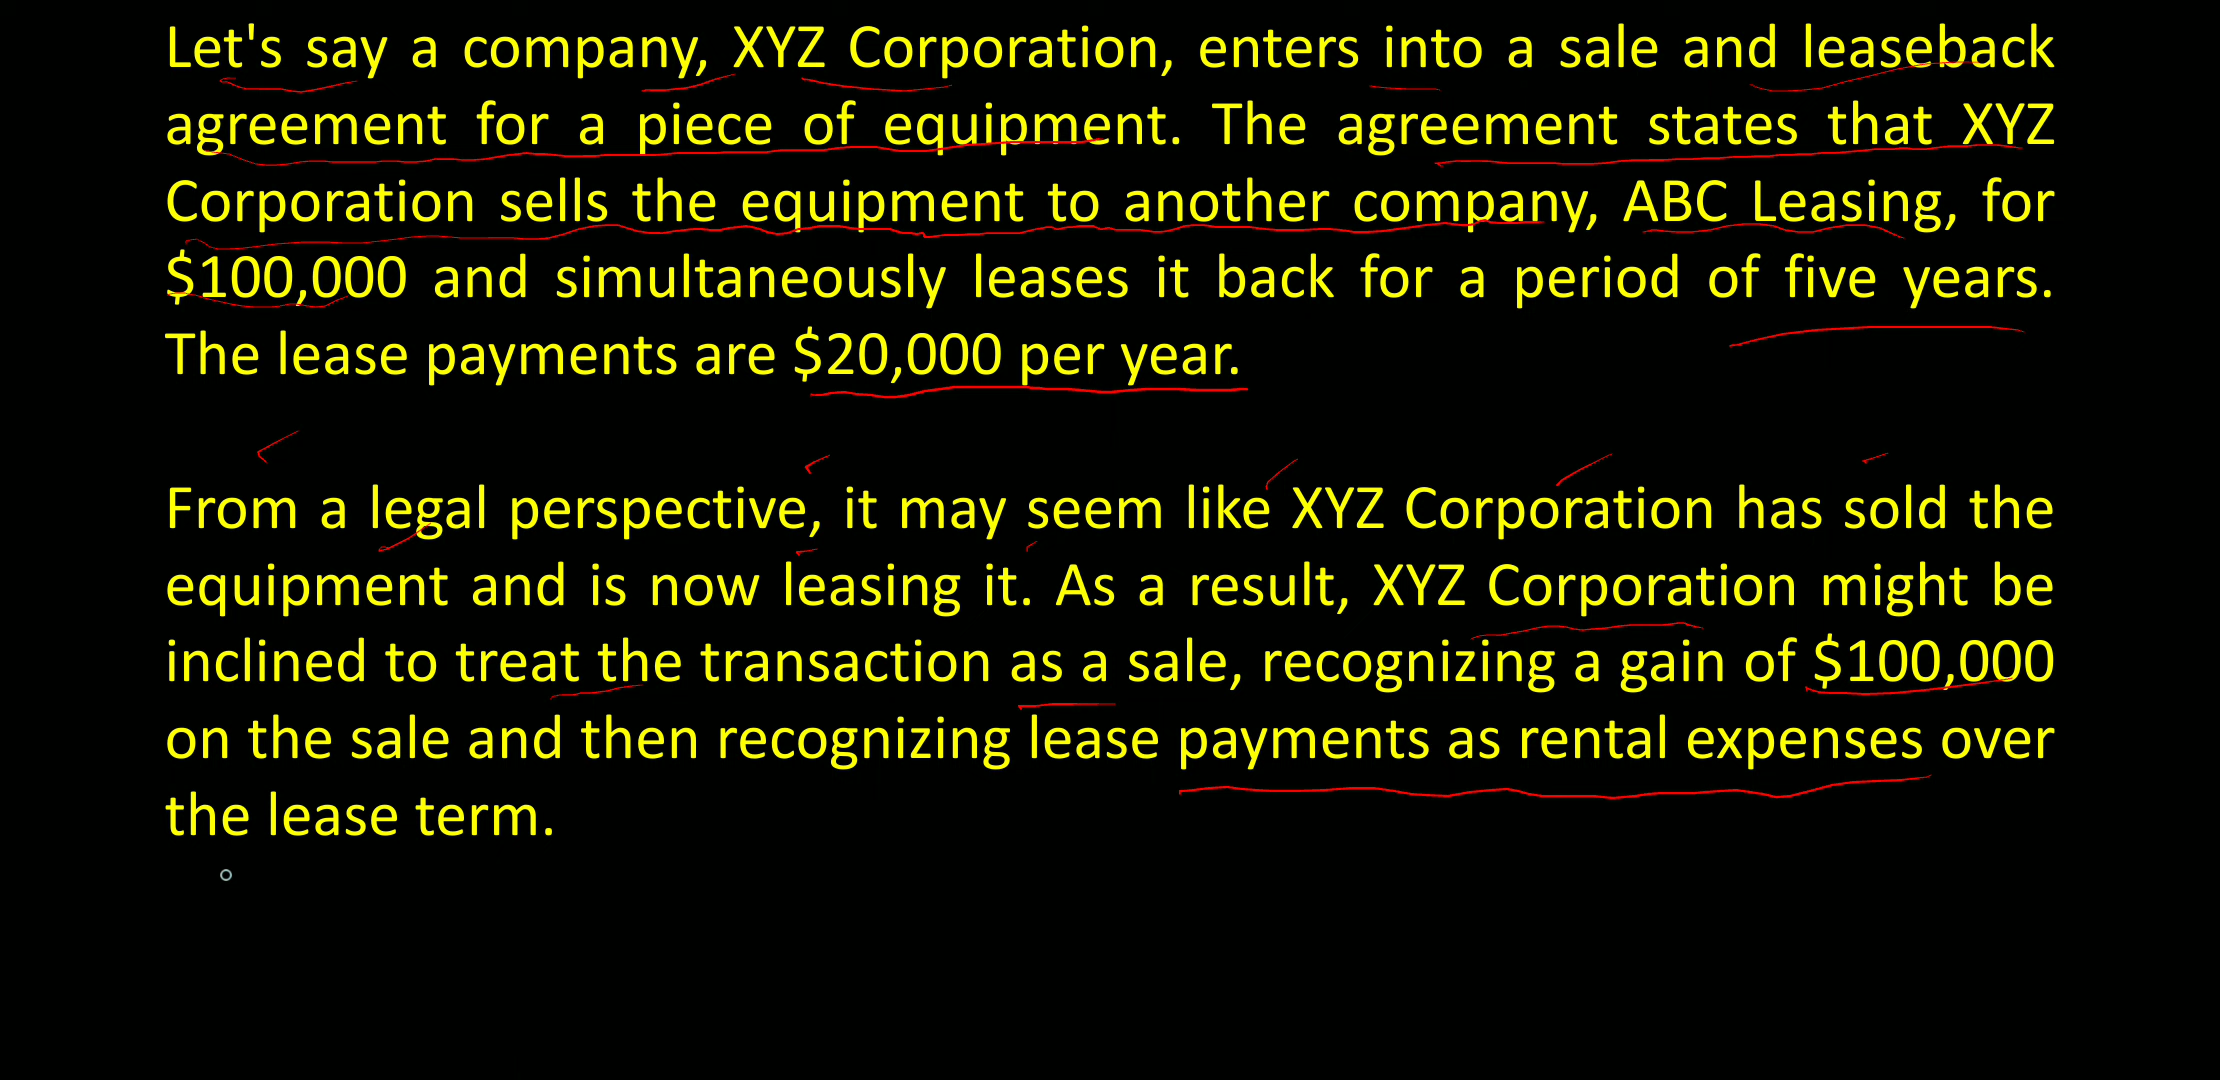 Let's say a company, XYZ Corporation, enters into a sale and leaseback
agreement for a piece of equipment. The agreement states that XYZ
Corporation sells the equipment to another company, ABC Leasing, for
$100,000 and simultaneously leases it back for a period of five years.
The lease payments are $20,000 per year.
From a legal perspective, it may seem like XYZ Corporation has sold the
equipment and is now leasing it. As a result, XYZ Corporation might be
inclined to treat the transaction as a sale, recognizing a gain of $100,000
on the sale and then recognizing lease payments as rental expenses over
the lease term.